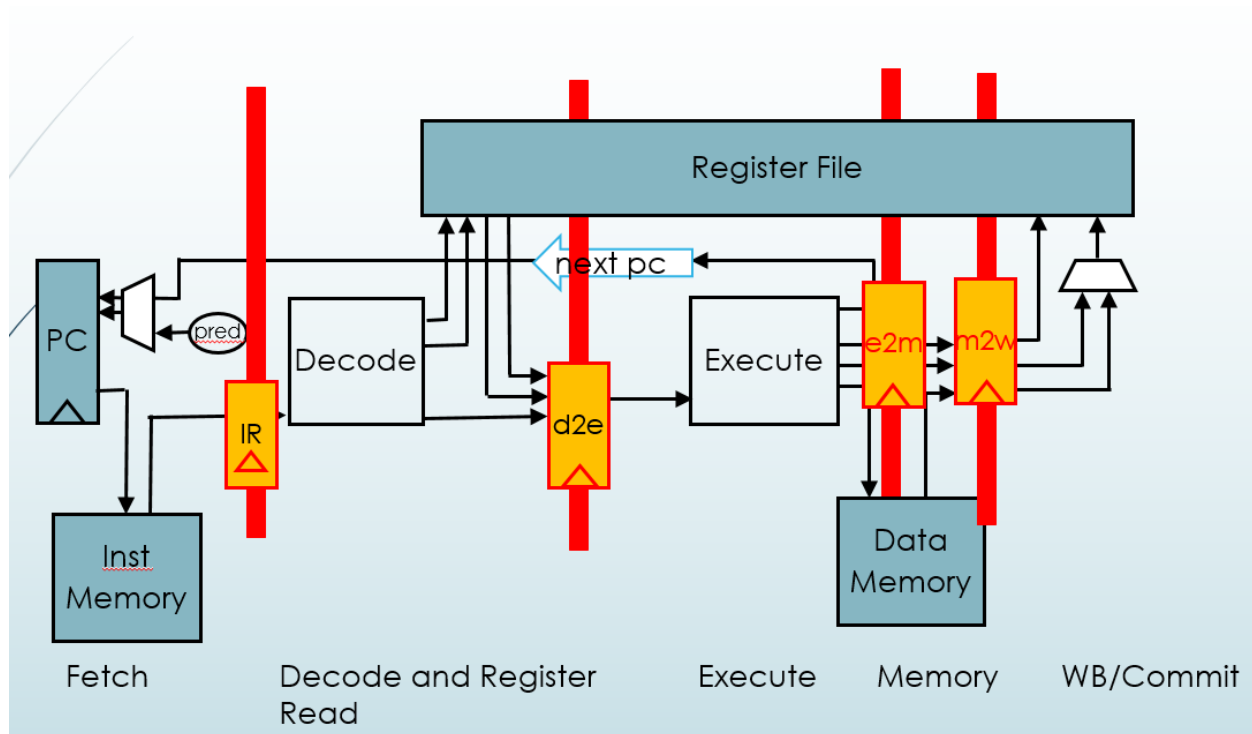 Register File
next pc
PC
pred
Decode
Execute
e2m
m2w
IR
d2e
Inst
Memory
Data
Memory
Fetch
Decode and Register
Read
Execute
Memory
WB/Commit